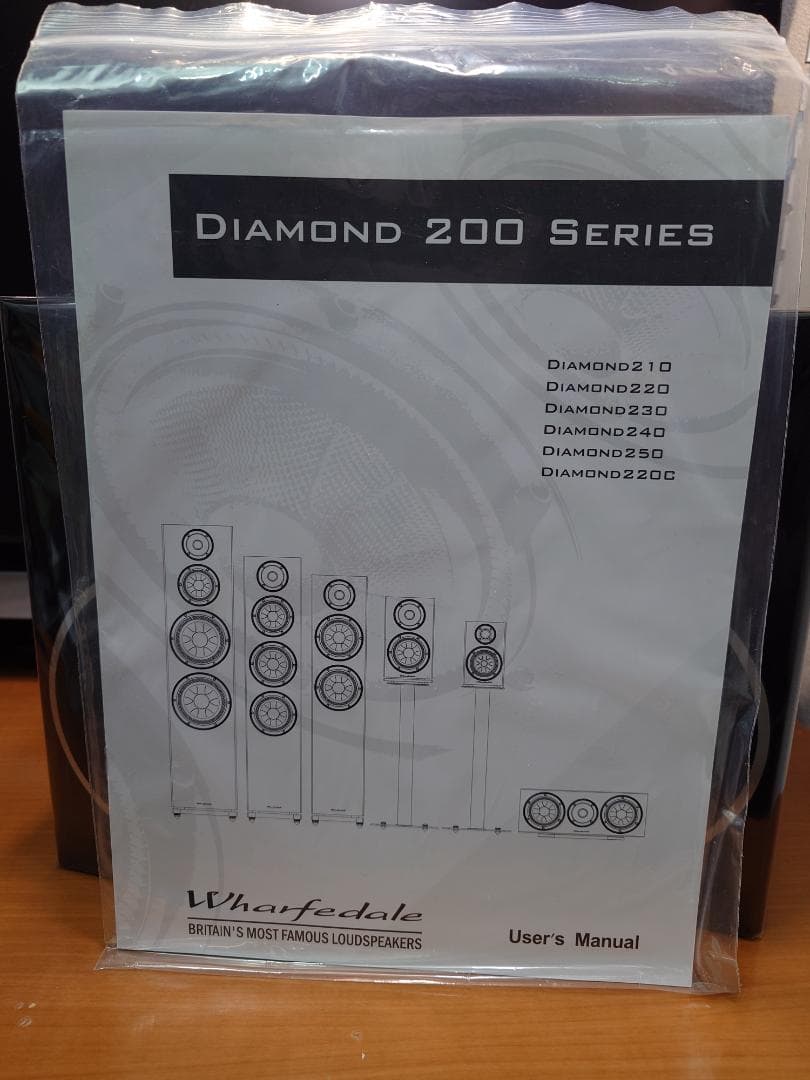 DIAMOND 200 SERIES
DIAMOND210
DIAMOND220
DIAMOND230
DIAMOND240
DIAMOND250
DIAMOND220C
Wharfedale
BRITAIN'S MOST FAMOUS LOUDSPEAKERS
User's Manual